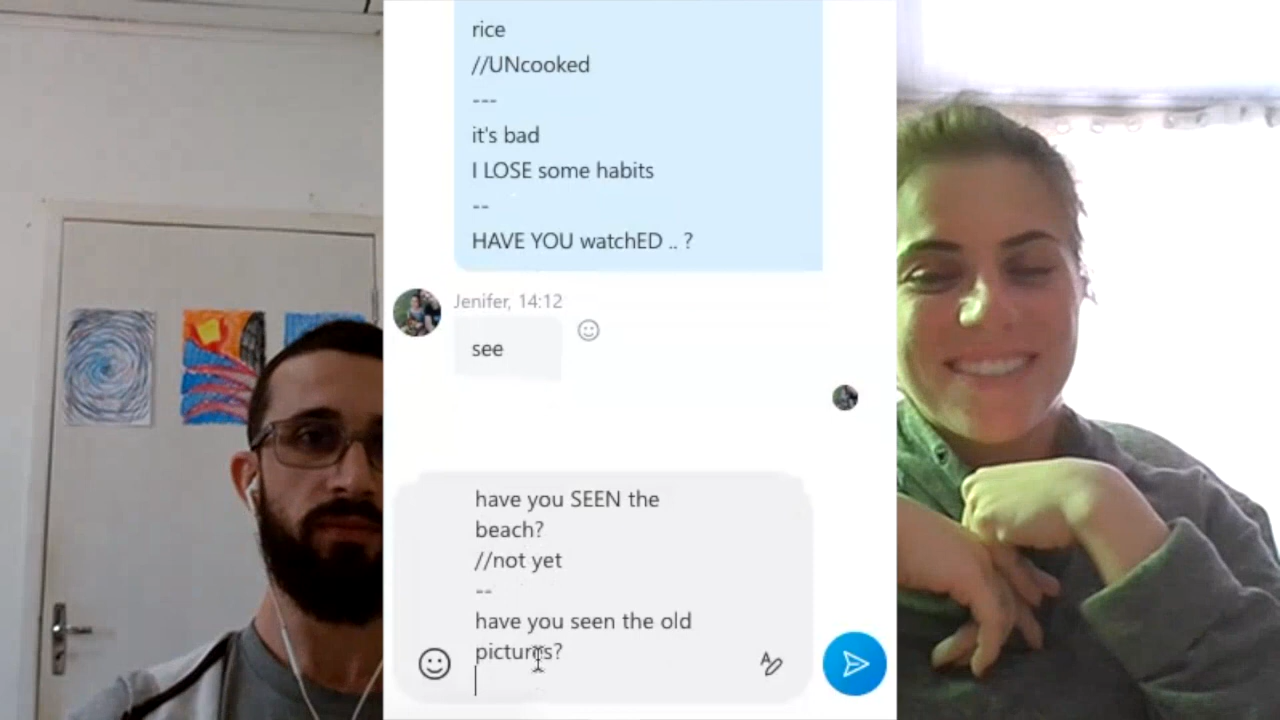 rice
//UNcooked
---
it's bad
I LOSE some habits
--
HAVE YOU watchED .. ?
Jenifer, 14:12
see
have you SEEN the
beach?
//not yet
--
have you seen the old
pictures?